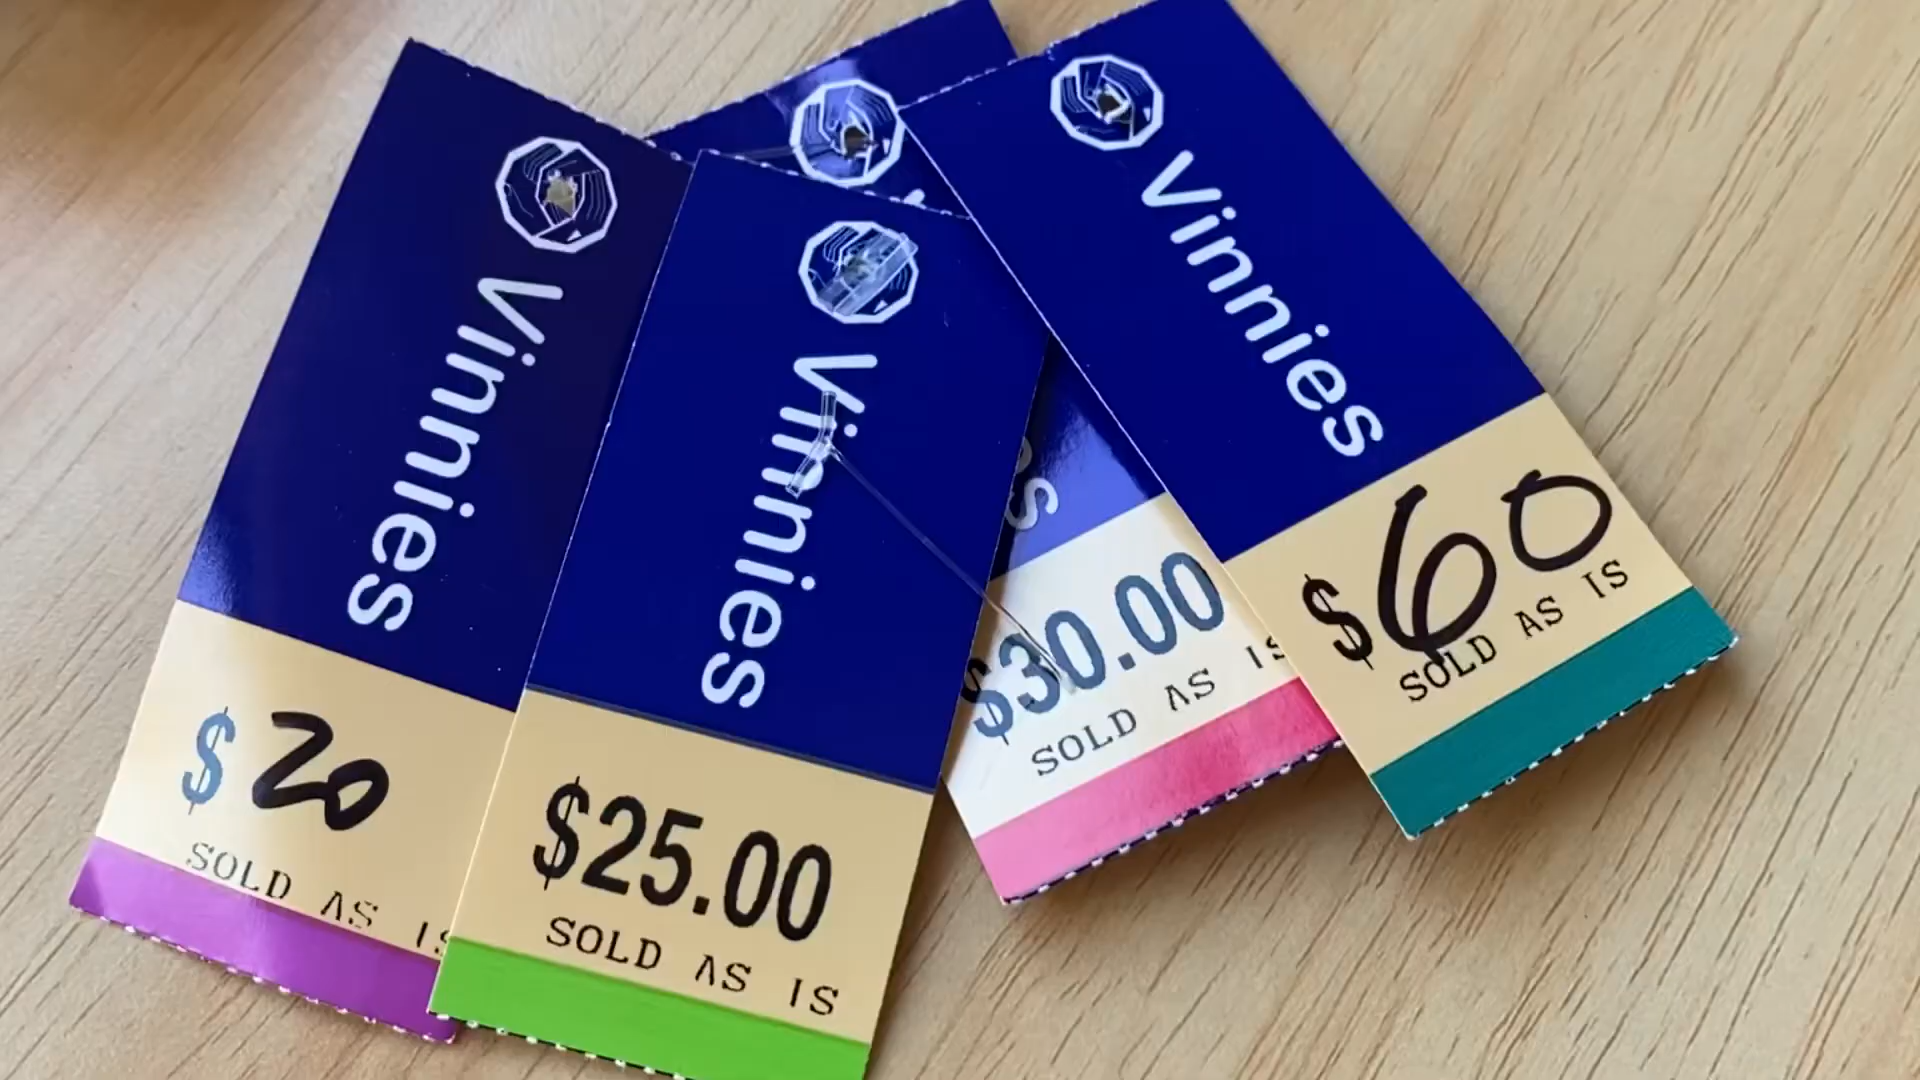 Vinnies
$20
SOLD AS IS
Vinnies
$25.00
SOLD AS IS
$30.00
SOLD AS IS
Vinnies
$60
SOLD AS IS